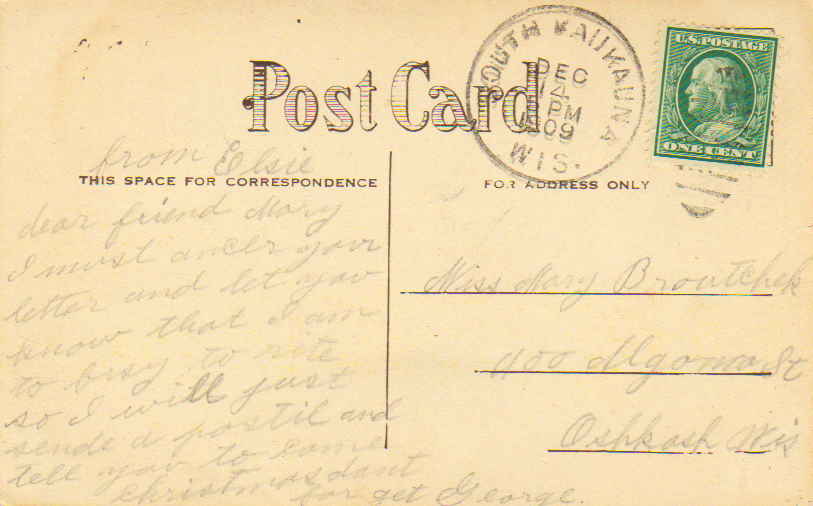 Post Card
SOUTH KAUKAUNA
DEC
14
PM
1909
WIS.
U.S. POSTAGE
ONE CENT
from Elsie
THIS SPACE FOR CORRESPONDENCE
FOR ADDRESS ONLY
dear friend Mary
I must ancer your
letter and let you
know that I am
to busy to rite
so I will just
sende a postil and
tell you to come
christmas dont
for get George.
Miss Mary Broutchek
400 Algoma St
Oshkosh Wis